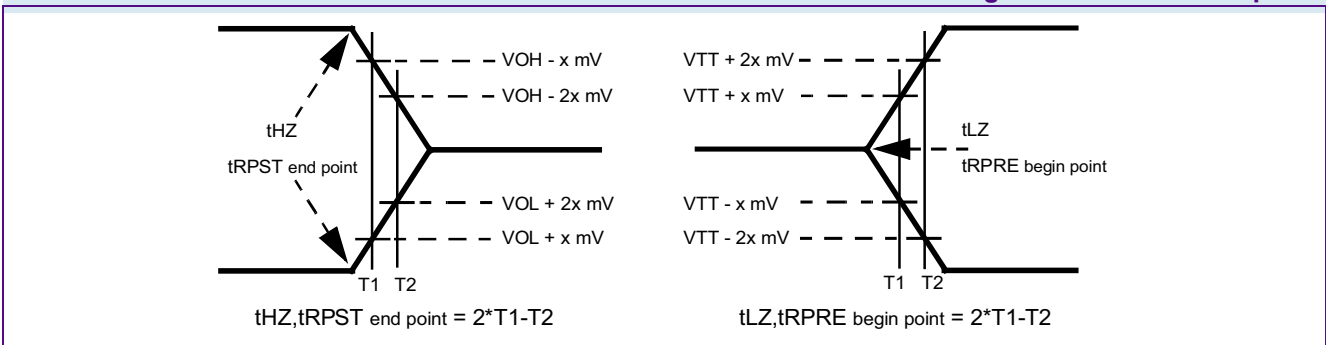 VOH - x mV
VTT + 2x mV
VOH - 2x mV
VTT + x mV
tHZ
tLZ
tRPST end point
tRPRE begin point
VOL + 2x mV
VTT - x mV
VOL + x mV
VTT - 2x mV
T1 T2
T1 T2
tHZ,tRPST end point = 2*T1-T2
tLZ,tRPRE begin point = 2*T1-T2